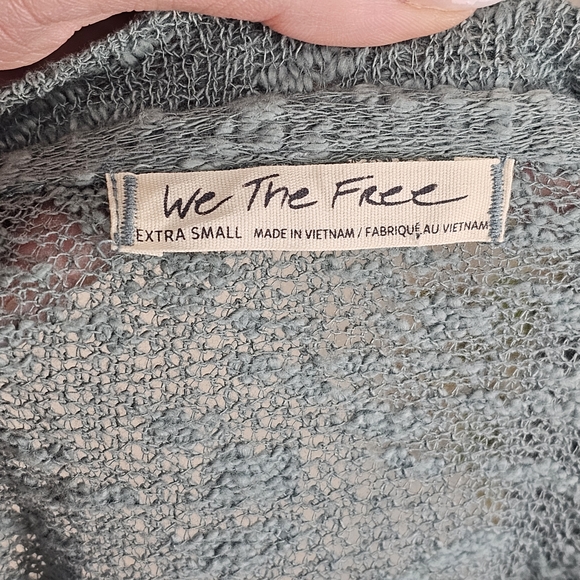 We The Free
EXTRA SMALL MADE IN VIETNAM / FABRIQUÉ AU VIETNAM